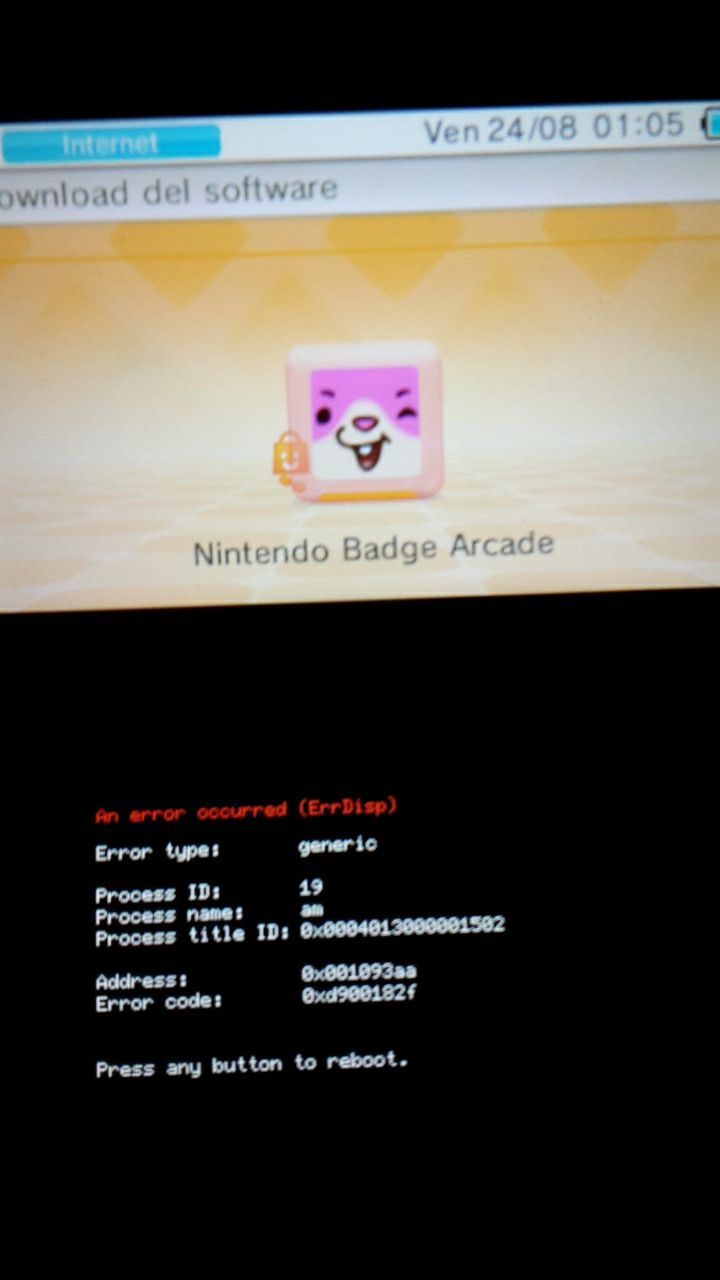 Internet
Ven 24/08 01:05
ownload del software
Nintendo Badge Arcade
An error occurred (ErrDisp)
Error type: generic
Process ID: 19
Process name: am
Process title ID: 0x0004013000001502
Address: 0x001093aa
Error code: 0xd900182f
Press any button to reboot.